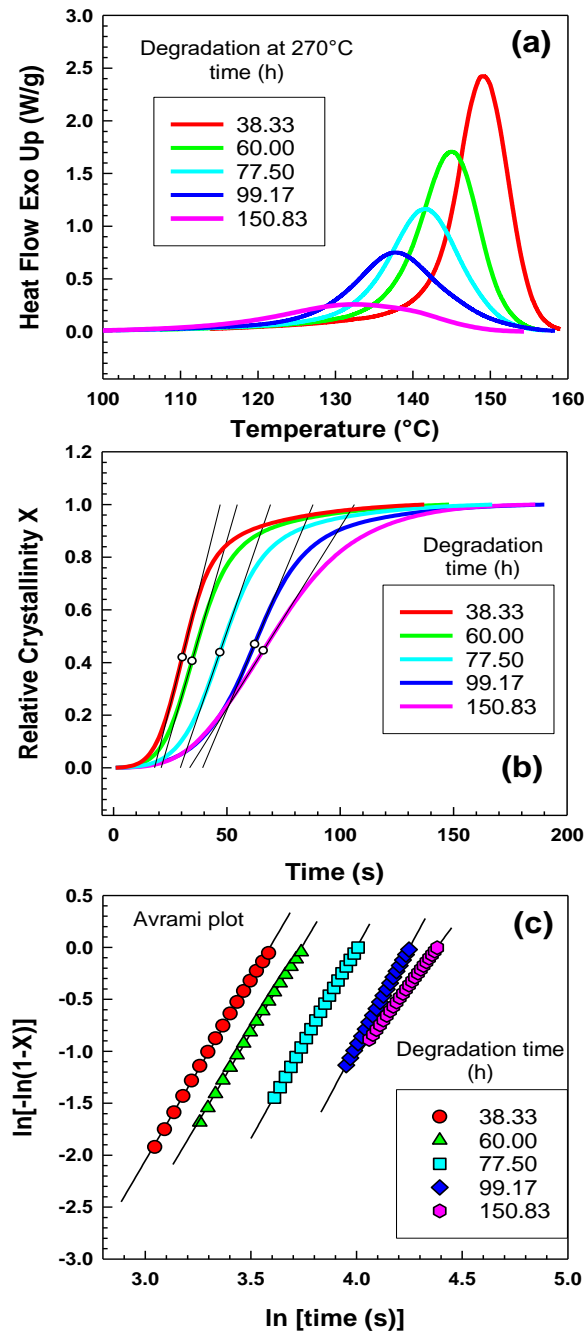 (a)
Degradation at 270°C
time (h)
38.33
60.00
77.50
99.17
150.83
Heat Flow Exo Up (W/g)
3.0
2.5
2.0
1.5
1.0
0.5
0.0
100 110 120 130 140 150 160
Temperature (°C)
Relative Crystallinity X
1.2
1.0
0.8
0.6
0.4
0.2
0.0
Degradation
time (h)
38.33
60.00
77.50
99.17
150.83
(b)
0 50 100 150 200
Time (s)
Avrami plot
(c)
ln[-ln(1-X)]
0.5
0.0
-0.5
-1.0
-1.5
-2.0
-2.5
-3.0
Degradation time
(h)
38.33
60.00
77.50
99.17
150.83
3.0 3.5 4.0 4.5 5.0
ln [time (s)]